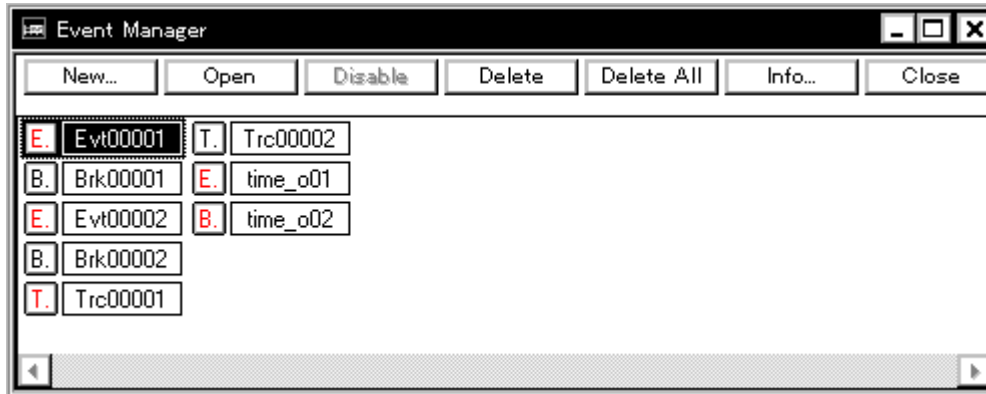 Event Manager
New... Open Disable Delete Delete All Info... Close
E. Evt00001 T. Trc00002
B. Brk00001 E. time_o01
E. Evt00002 B. time_o02
B. Brk00002
T. Trc00001